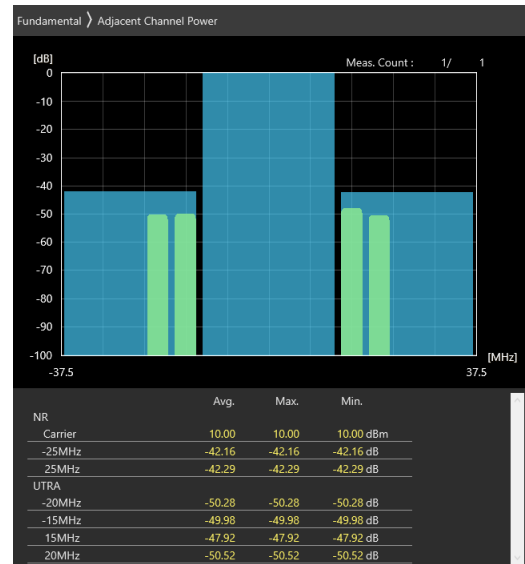 Fundamental 〉 Adjacent Channel Power
[dB]
Meas. Count : 1/ 1
0
-10
-20
-30
-40
-50
-60
-70
-80
-90
-100
[MHz]
-37.5 37.5
Avg. Max. Min.
NR
Carrier 10.00 10.00 10.00 dBm
-25MHz -42.16 -42.16 -42.16 dB
25MHz -42.29 -42.29 -42.29 dB
UTRA
-20MHz -50.28 -50.28 -50.28 dB
-15MHz -49.98 -49.98 -49.98 dB
15MHz -47.92 -47.92 -47.92 dB
20MHz -50.52 -50.52 -50.52 dB